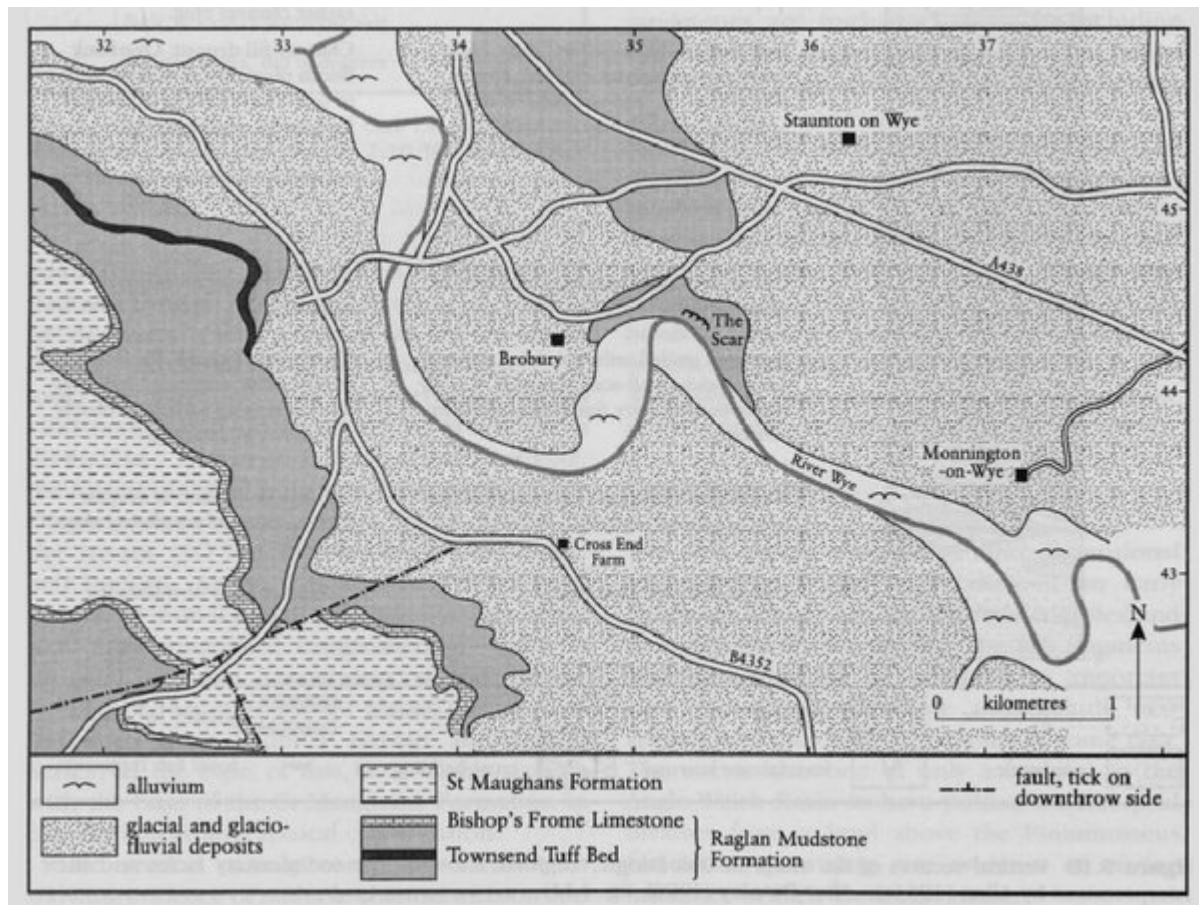 32 33 34 35 36 37
Staunton on Wye
45
A438
The
Scar
Brobury
44
Monnington
-on-Wye
River Wye
Cross End
Farm
43
N
B4352
0 kilometres 1
alluvium
glacial and glacio-
fluvial deposits
St Maughans Formation
Bishop's Frome Limestone
Townsend Tuff Bed
Raglan Mudstone
Formation
fault, tick on
downthrow side